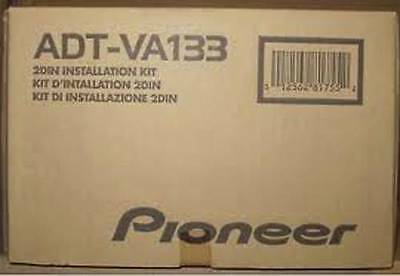 ADT-VA133
2DIN INSTALLATION KIT
KIT D'INTALLATION 2DIN
KIT DI INSTALLAZIONE 2DIN
Pioneer